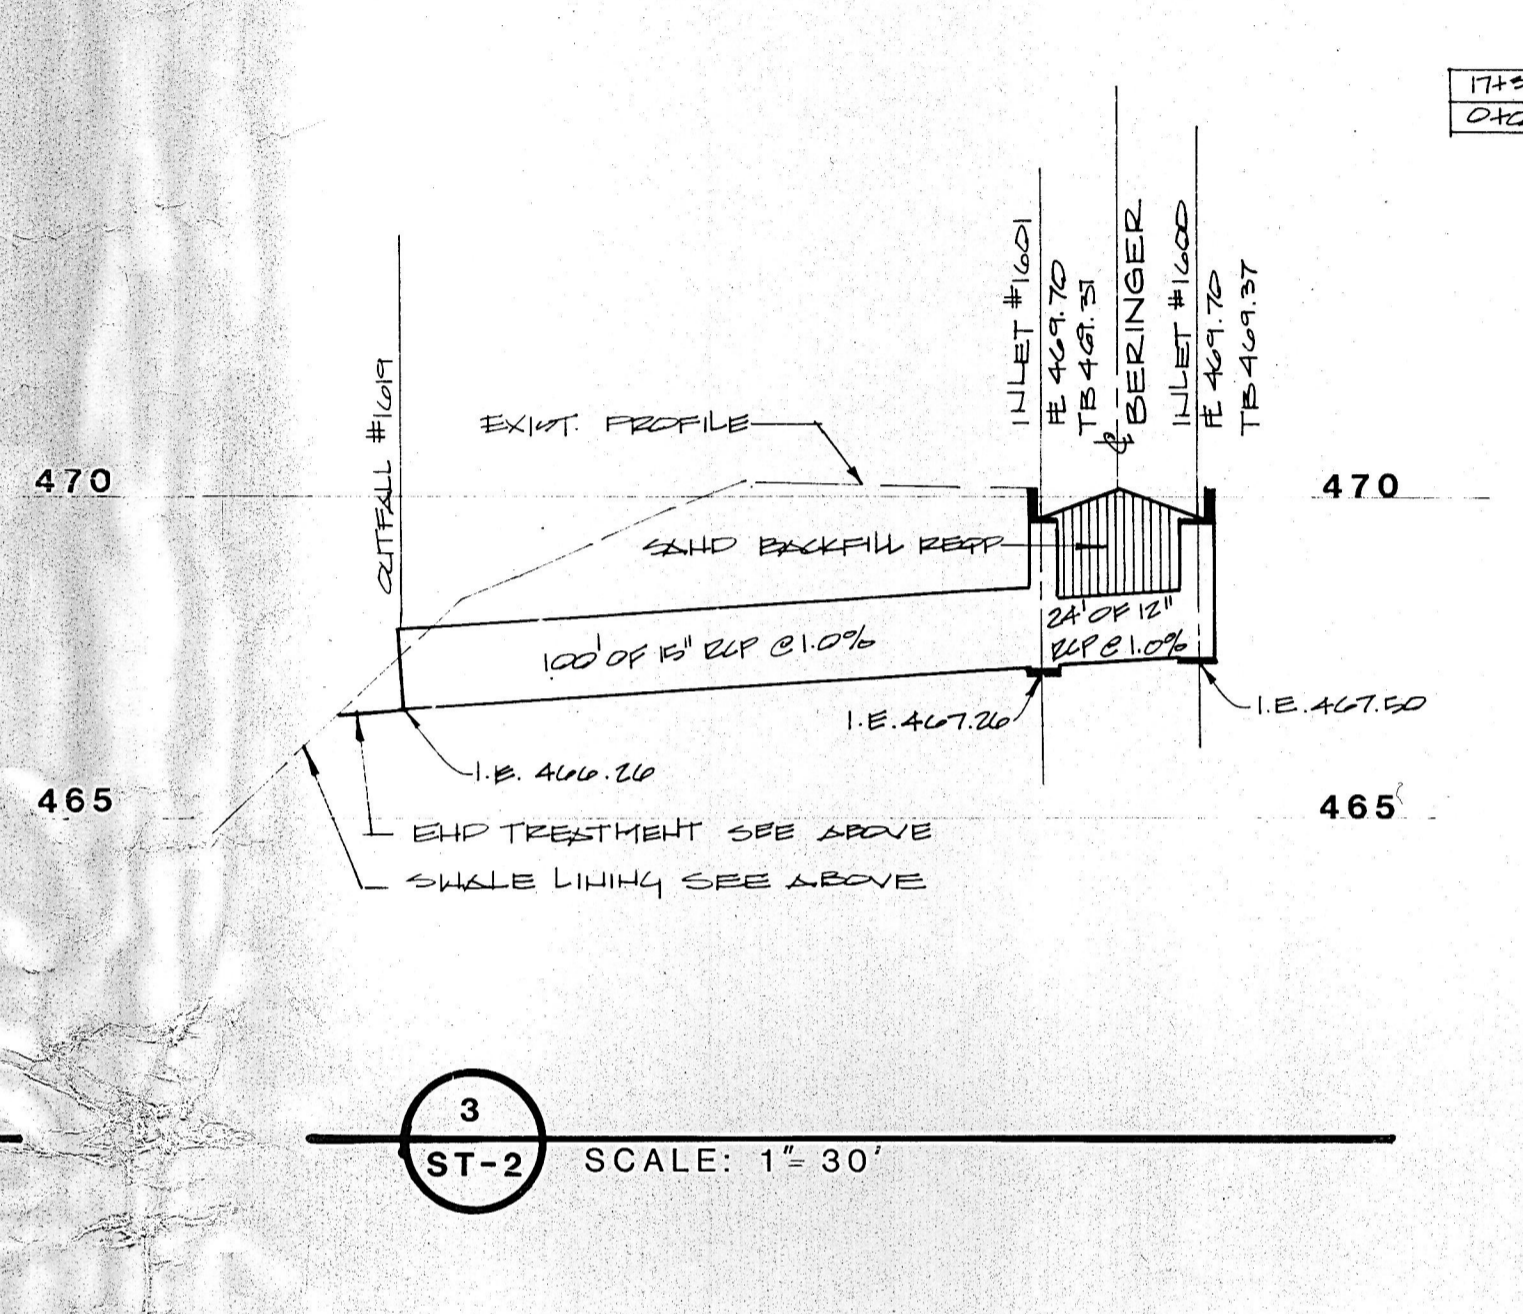 17+
0+0
INLET #1601
FL 469.70
TB 469.37
℄ BERINGER
INLET #1600
FL 469.70
TB 469.37
OUTFALL #1619
EXIST. PROFILE
470
470
SAND BACKFILL REQD
24' OF 12"
RCP @ 1.0%
100' OF 15" RCP @ 1.0%
I.E. 467.26
I.E. 467.50
I.E. 466.26
465
465
END TREATMENT SEE ABOVE
SWALE LINING SEE ABOVE
3
ST-2
SCALE: 1"= 30'